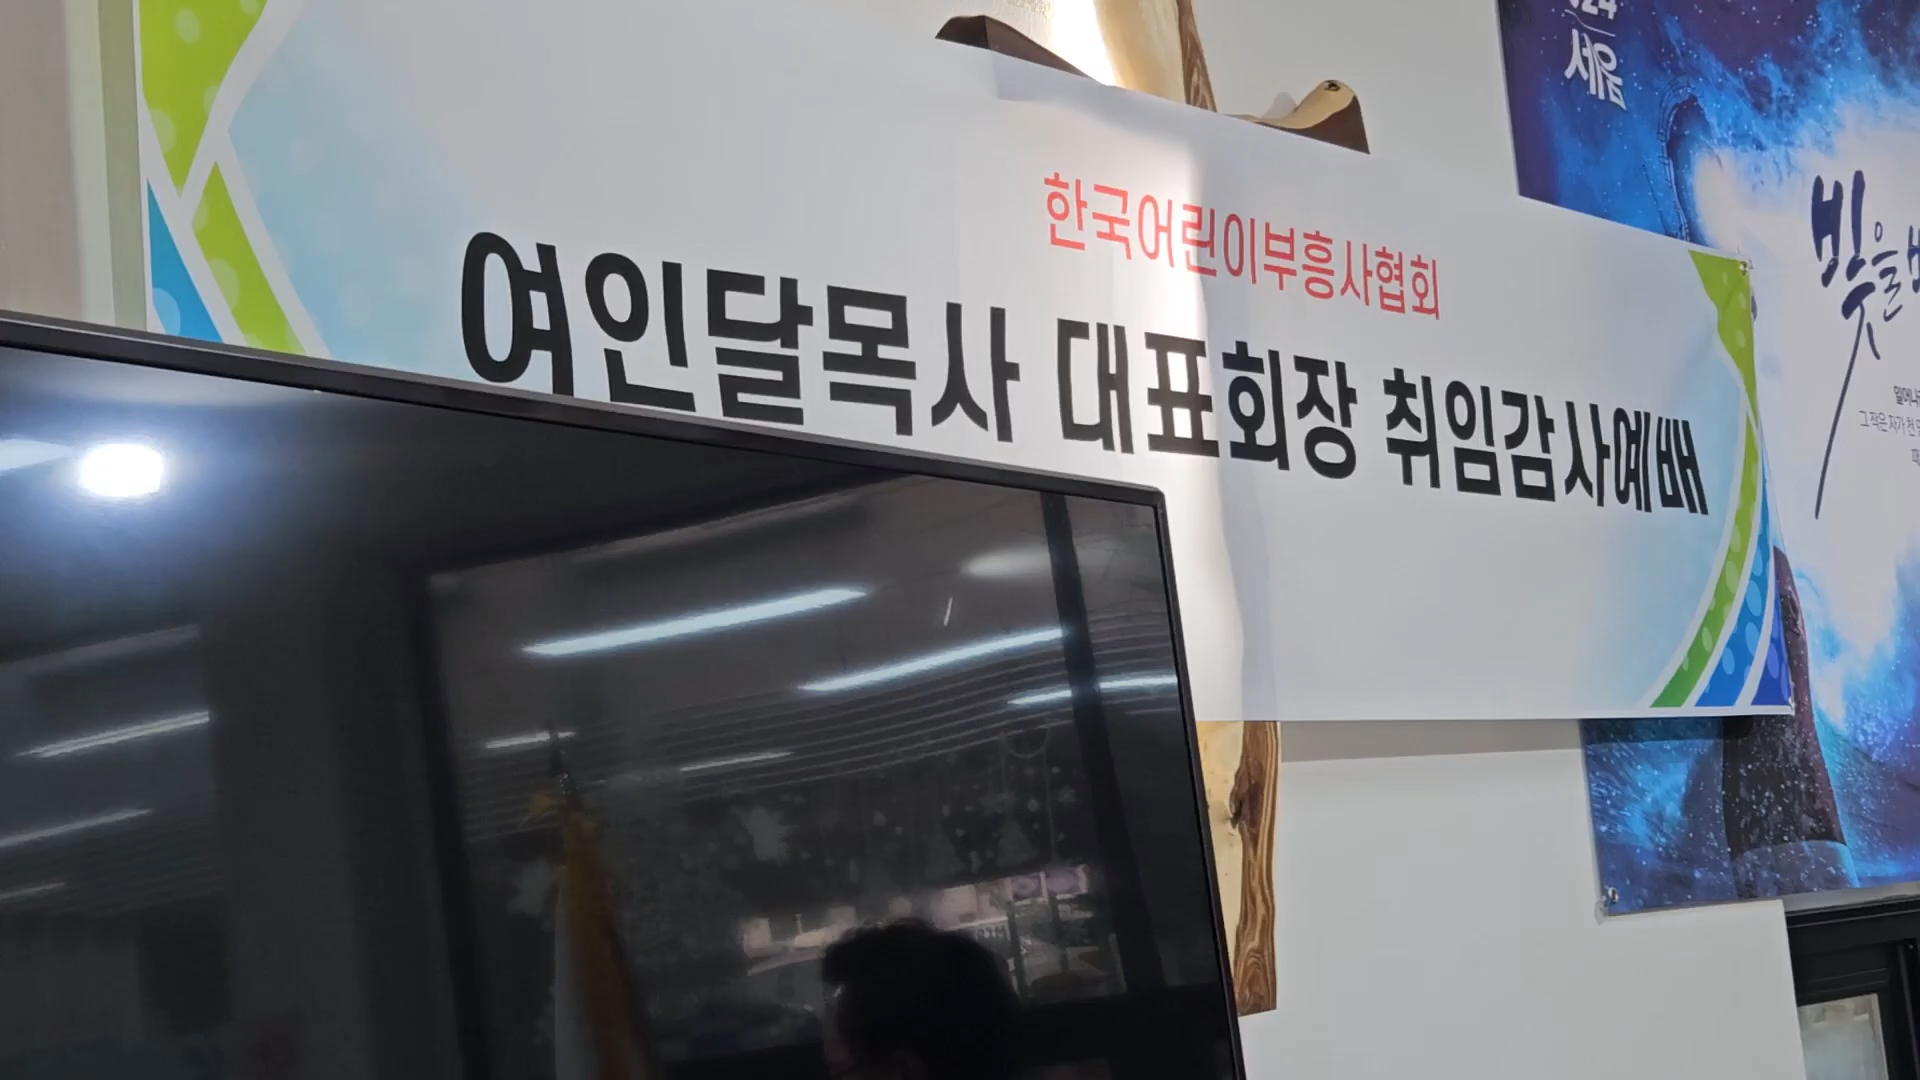 한국어린이부흥사협회
여인달목사 대표회장 취임감사예배
세움
빛을